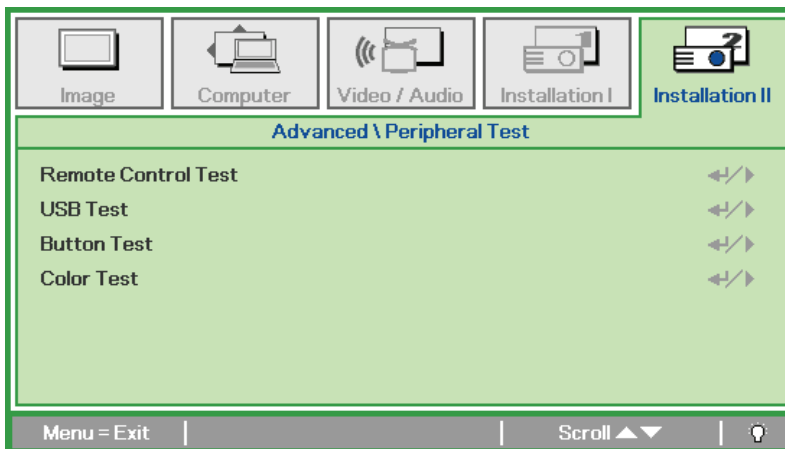 Image Computer Video / Audio Installation I Installation II
Advanced \ Peripheral Test
Remote Control Test
USB Test
Button Test
Color Test
Menu = Exit Scroll ▲▼